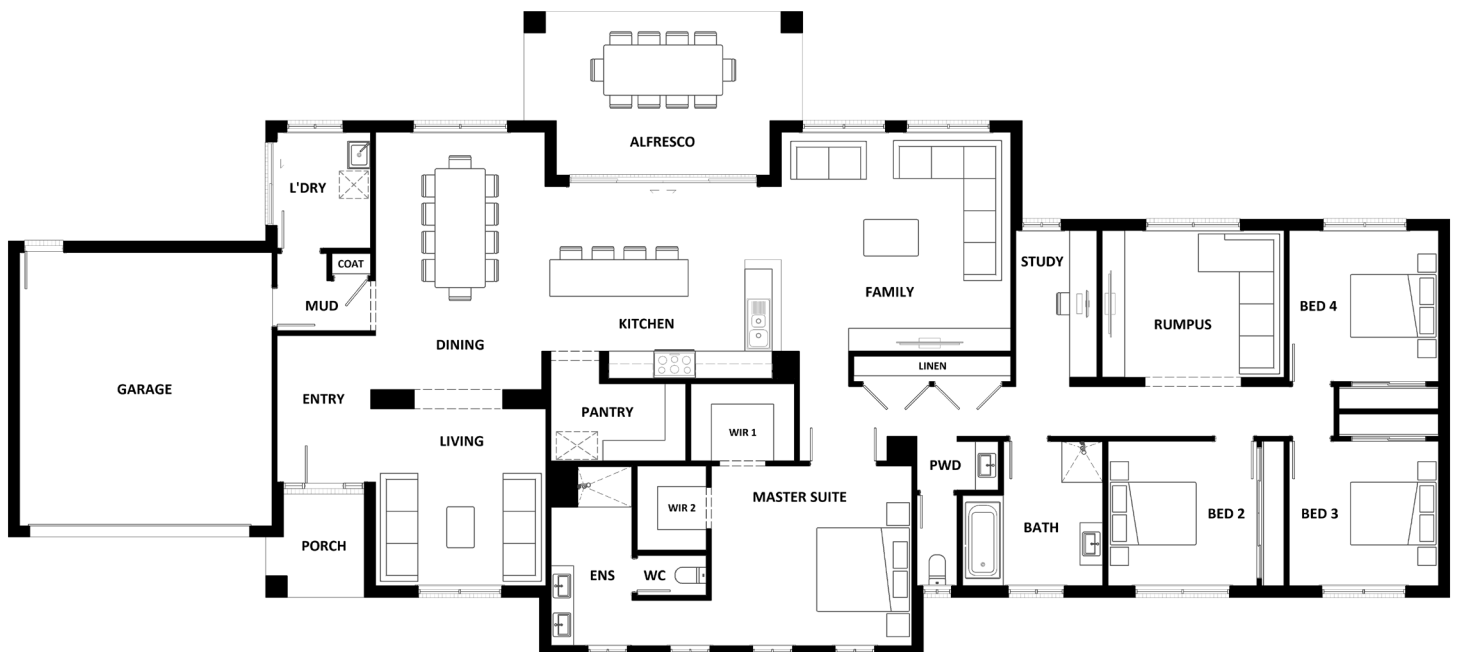 ALFRESCO
L'DRY
COAT
MUD
STUDY
FAMILY
BED 4
KITCHEN
RUMPUS
DINING
LINEN
GARAGE
ENTRY
PANTRY
LIVING
WIR 1
PWD
MASTER SUITE
WIR 2
BED 2
BED 3
BATH
PORCH
ENS
WC